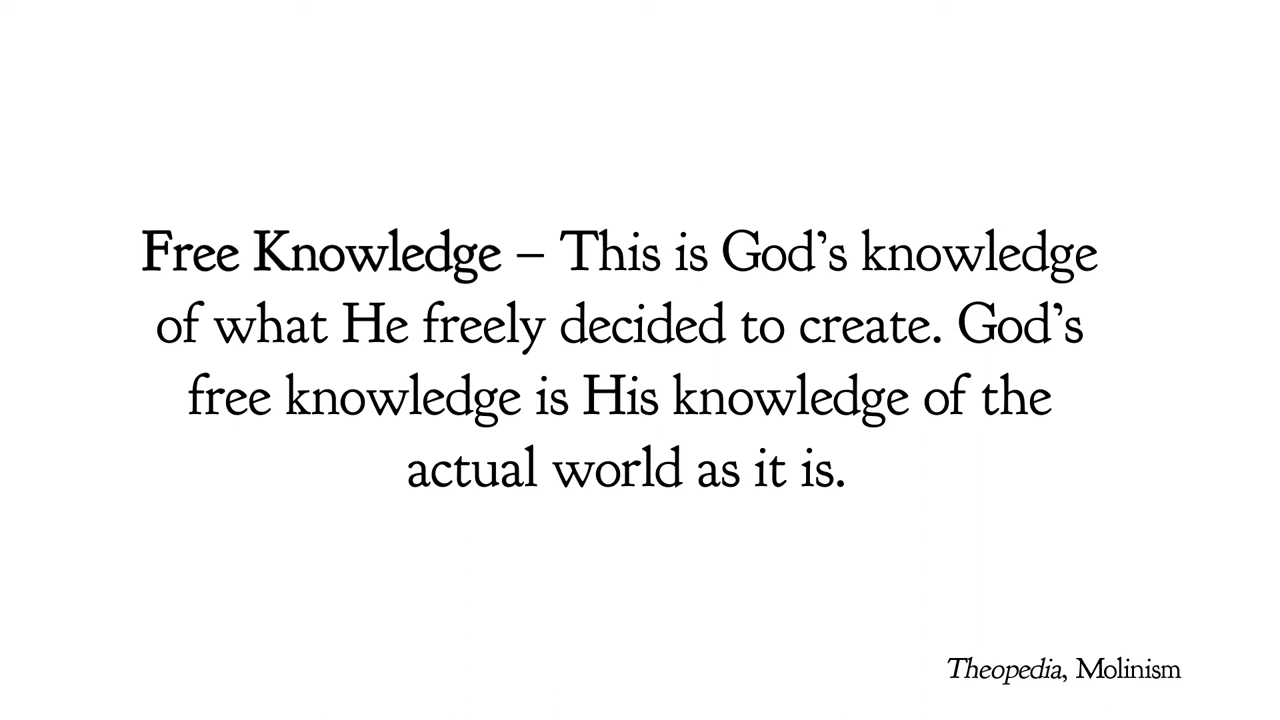 Free Knowledge – This is God’s knowledge
of what He freely decided to create. God’s
free knowledge is His knowledge of the
actual world as it is.
Theopedia, Molinism